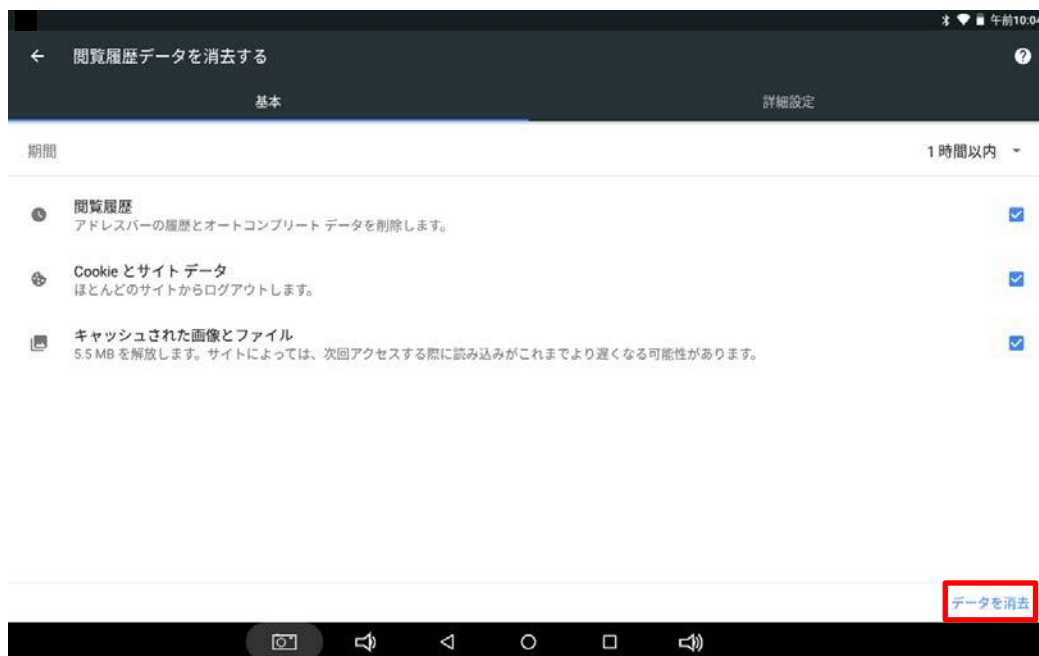 午前10:04
閲覧履歴データを消去する
基本
詳細設定
期間
1 時間以内
閲覧履歴
アドレスバーの履歴とオートコンプリート データを削除します。
Cookie とサイト データ
ほとんどのサイトからログアウトします。
キャッシュされた画像とファイル
5.5 MB を解放します。サイトによっては、次回アクセスする際に読み込みがこれまでより遅くなる可能性があります。
データを消去